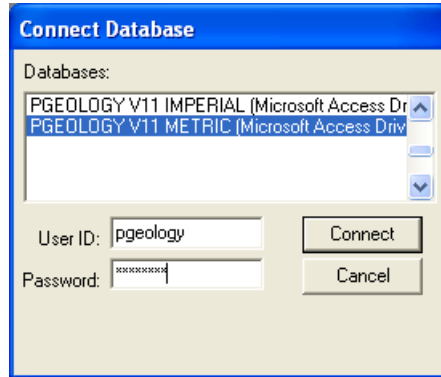 Connect Database
Databases:
PGEOLOGY V11 IMPERIAL (Microsoft Access Dr
PGEOLOGY V11 METRIC (Microsoft Access Driv
User ID: pgeology
Connect
Password: ********
Cancel